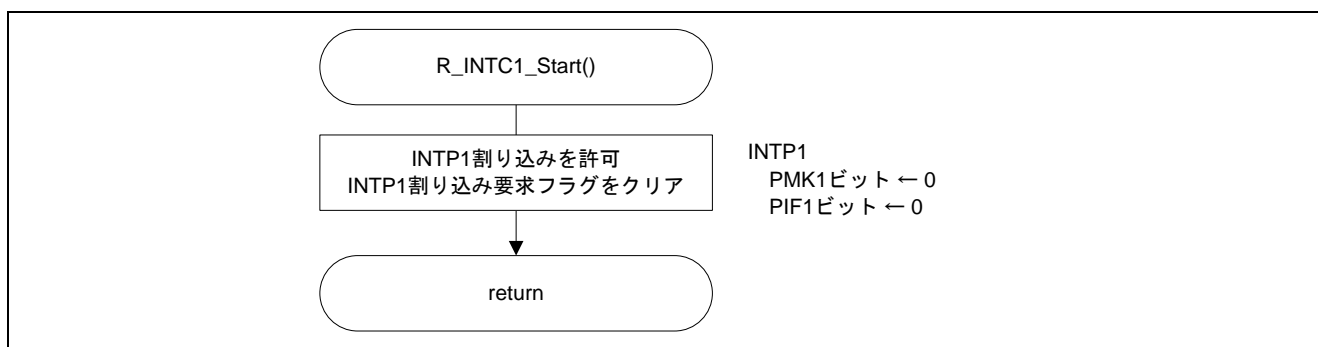 R_INTC1_Start()
INTP1割り込みを許可
INTP1割り込み要求フラグをクリア
INTP1
PMK1ビット ← 0
PIF1ビット ← 0
return